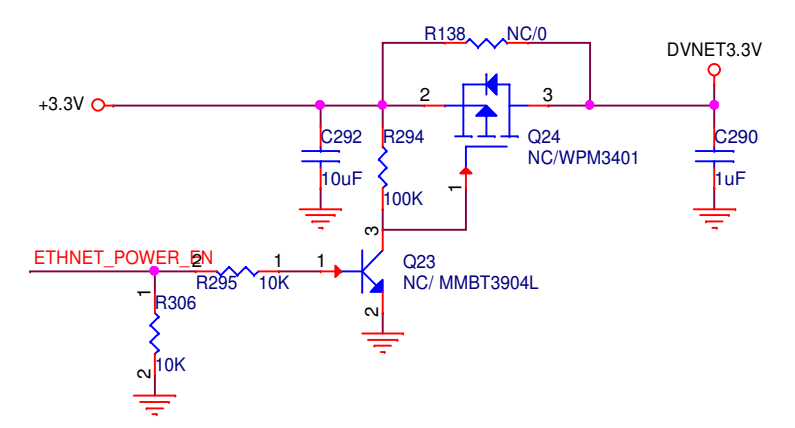 R138 NC/0
DVNET3.3V
+3.3V
2
3
C292
R294
Q24
C290
NC/WPM3401
10uF
1uF
1
100K
3
ETHNET_POWER_EN
2
1
1
Q23
R295
10K
NC/ MMBT3904L
1
R306
2
10K
2